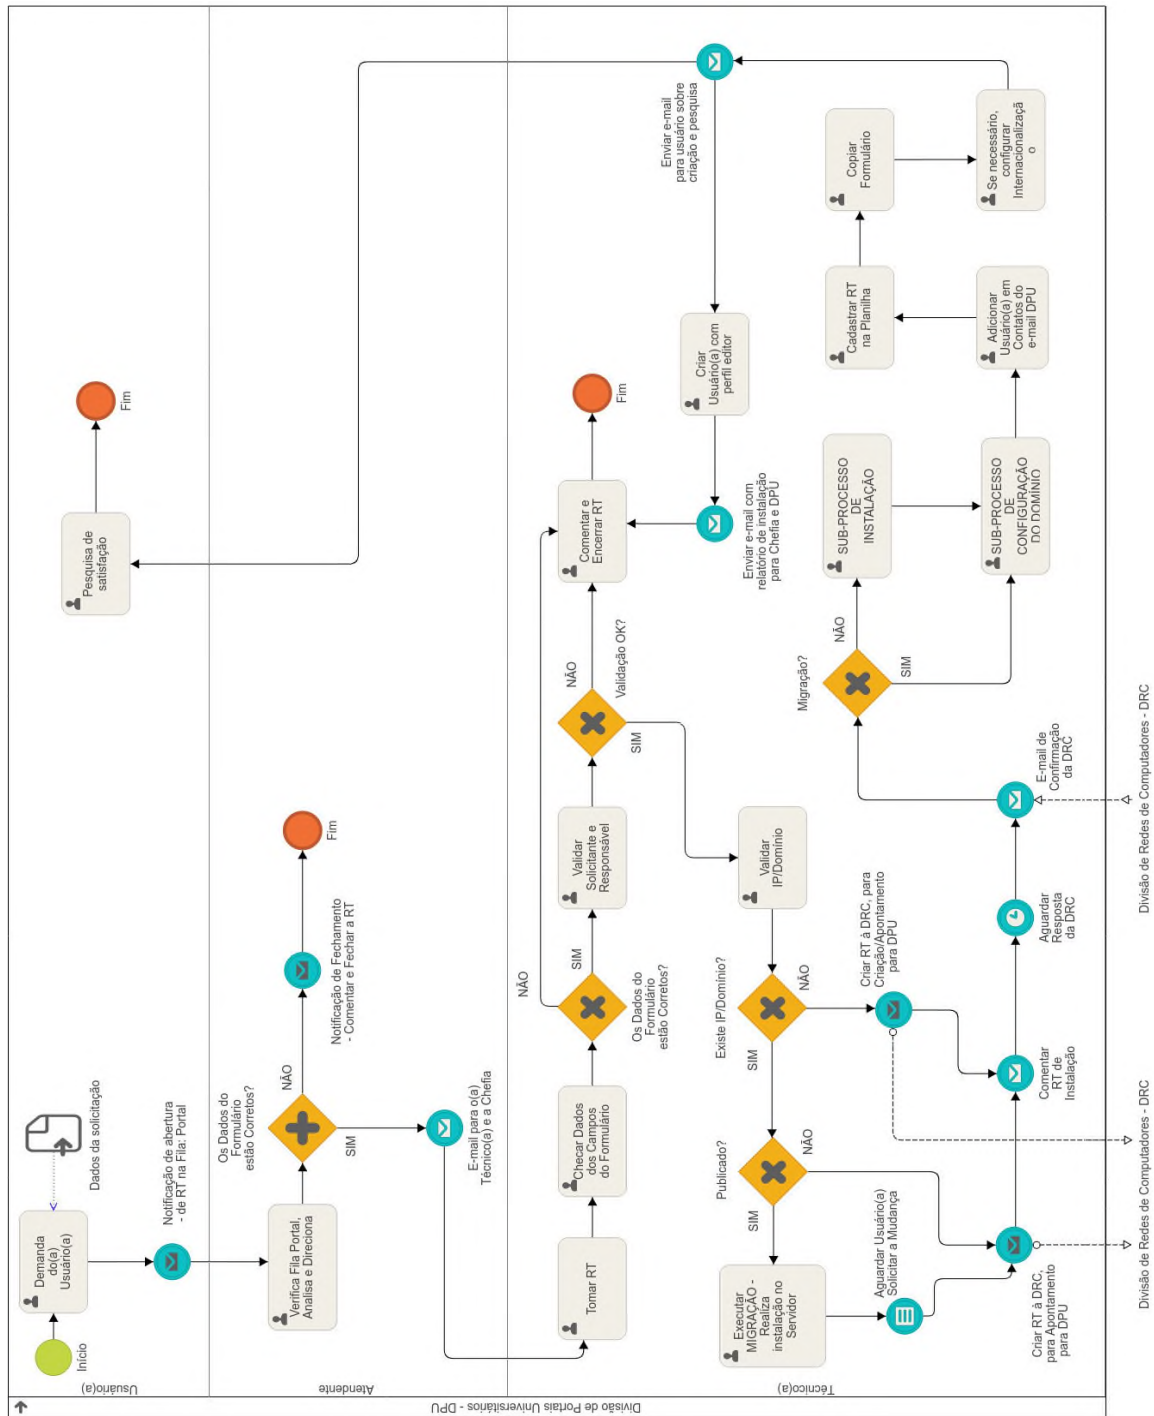 Divisão de Portais Universitários - DPU
Usuário(a)
Atendente
Técnico(a)
Início
Demanda
do(a)
Usuário(a)
Dados da solicitação
Notificação de abertura
- de RT na Fila: Portal
Pesquisa de
satisfação
Fim
Verifica Fila Portal,
Analisa e Direciona
Os Dados do
Formulário
estão Corretos?
NÃO
SIM
Notificação de Fechamento
- Comentar e Fechar a RT
Fim
E-mail para o(a)
Técnico(a) e a Chefia
Tomar RT
Checar Dados
dos Campos
do Formulário
Os Dados do
Formulário
estão Corretos?
NÃO
SIM
Validar
Solicitante e
Responsável
Validação OK?
NÃO
SIM
Comentar e
Encerrar RT
Fim
Enviar e-mail com
relatório de instalação
para Chefia e DPU
Criar
Usuário(a) com
perfil editor
Enviar e-mail
para usuário sobre
criação e pesquisa
Validar
IP/Domínio
Existe IP/Domínio?
SIM
NÃO
Publicado?
SIM
NÃO
Executar
MIGRAÇÃO -
Realiza
instalação no
Servidor
Aguardar Usuário(a)
Solicitar a Mudança
Criar RT à DRC,
para Apontamento
para DPU
Criar RT à DRC, para
Criação/Apontamento
para DPU
Comentar
RT de
Instalação
Aguardar
Resposta
da DRC
E-mail de
Confirmação
da DRC
Migração?
NÃO
SIM
SUB-PROCESSO
DE
INSTALAÇÃO
SUB-PROCESSO
DE
CONFIGURAÇÃO
DO DOMÍNIO
Adicionar
Usuário(a) em
Contatos do
e-mail DPU
Cadastrar RT
na Planilha
Copiar
Formulário
Se necessário,
configurar
Internacionalizaçã
o
Divisão de Redes de Computadores - DRC
Divisão de Redes de Computadores - DRC
Divisão de Redes de Computadores - DRC